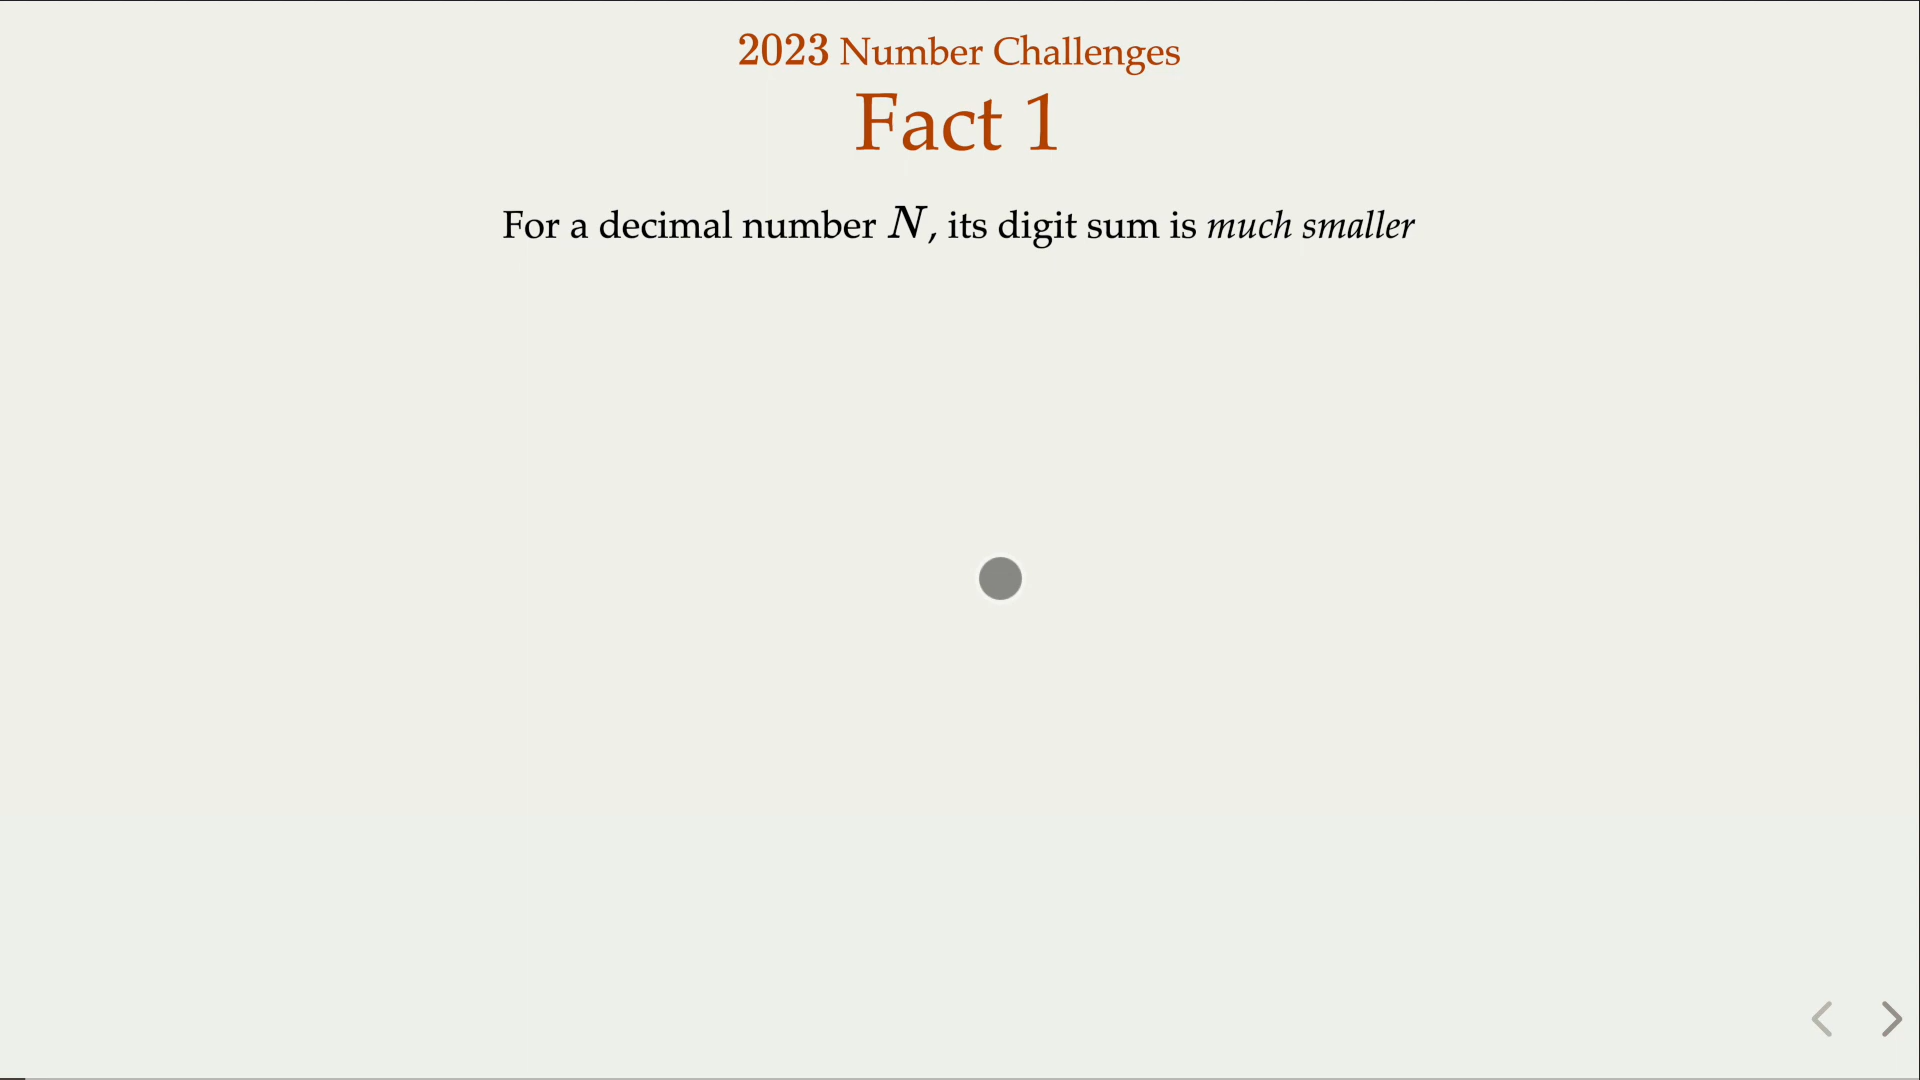 2023 Number Challenges
Fact 1
For a decimal number N, its digit sum is much smaller